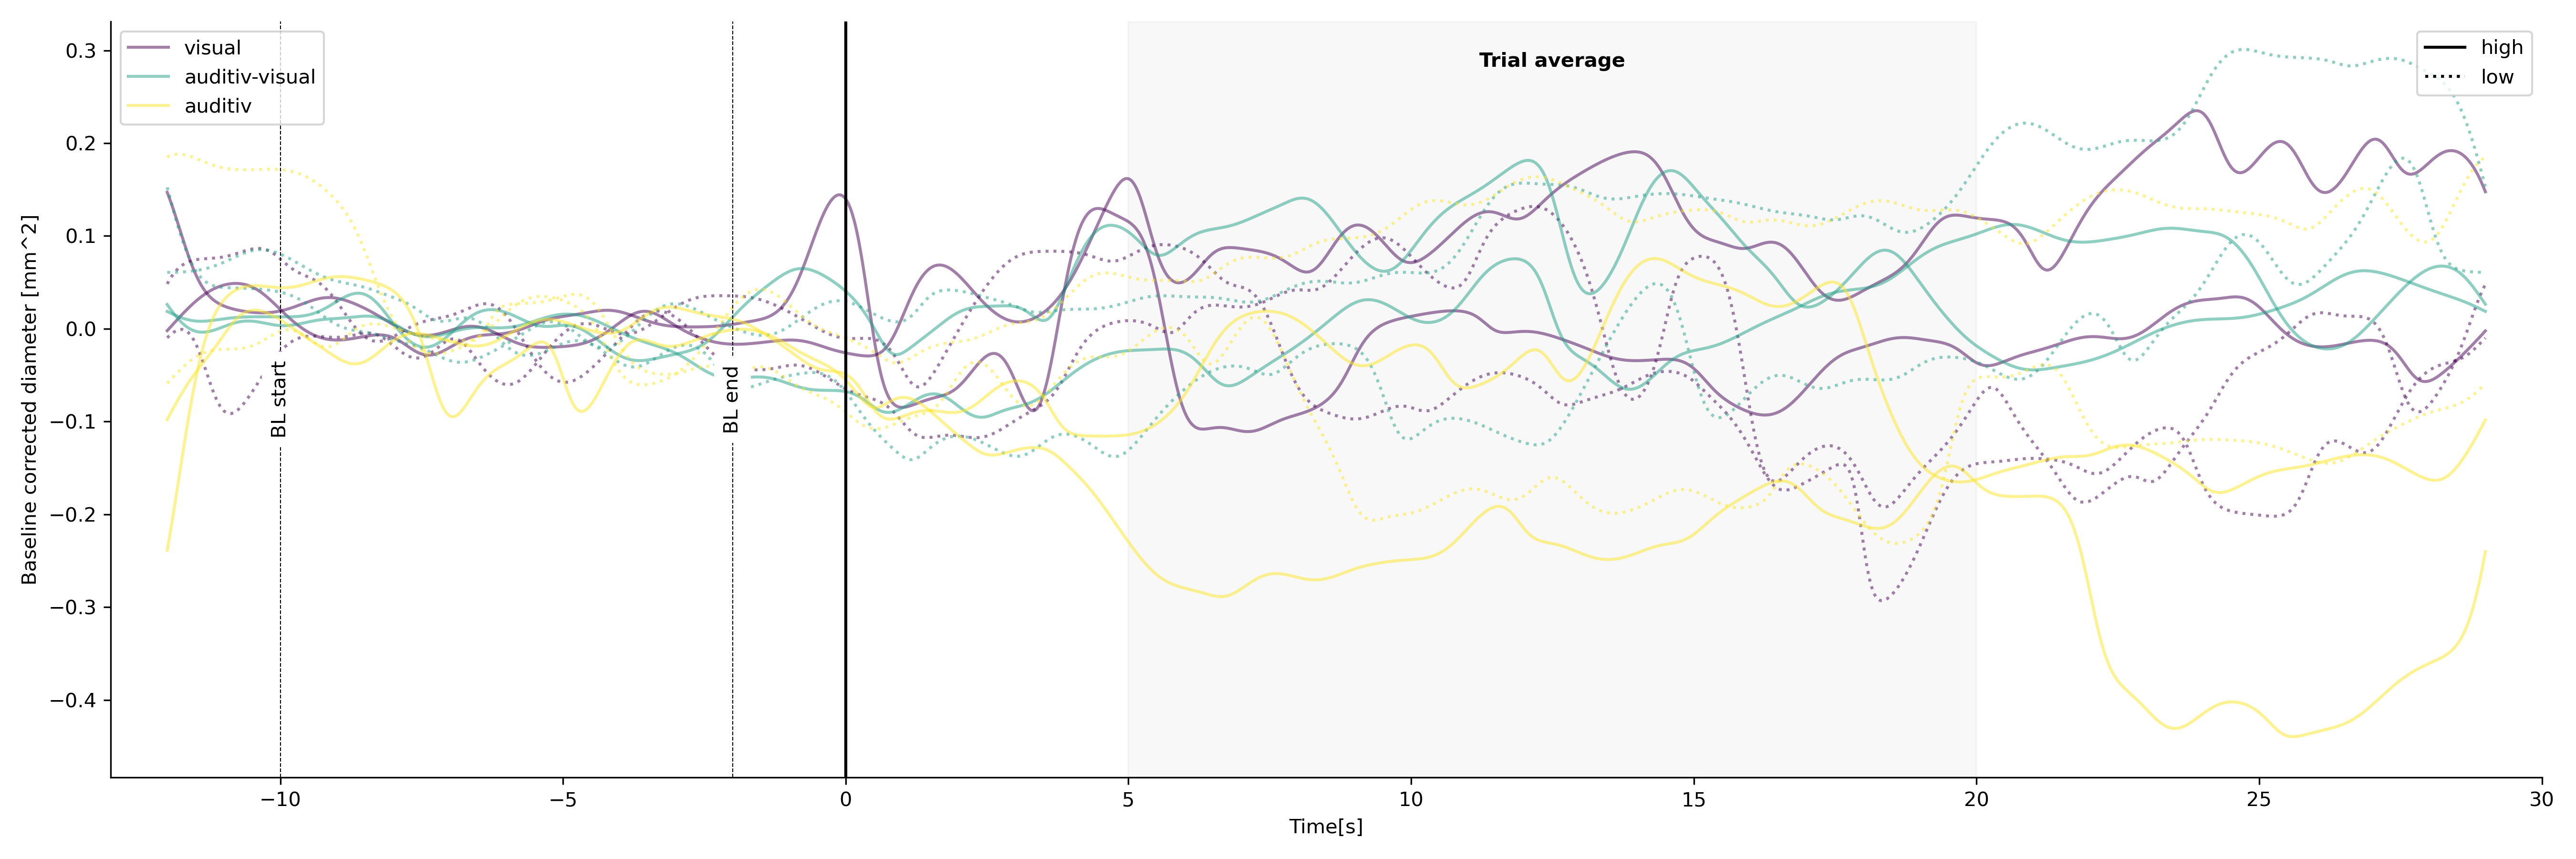 visual
auditiv-visual
auditiv
Trial average
high
low
BL start
BL end
Baseline corrected diameter [mm^2]
0.3
0.2
0.1
0.0
−0.1
−0.2
−0.3
−0.4
−10
−5
0
5
10
15
20
25
30
Time[s]